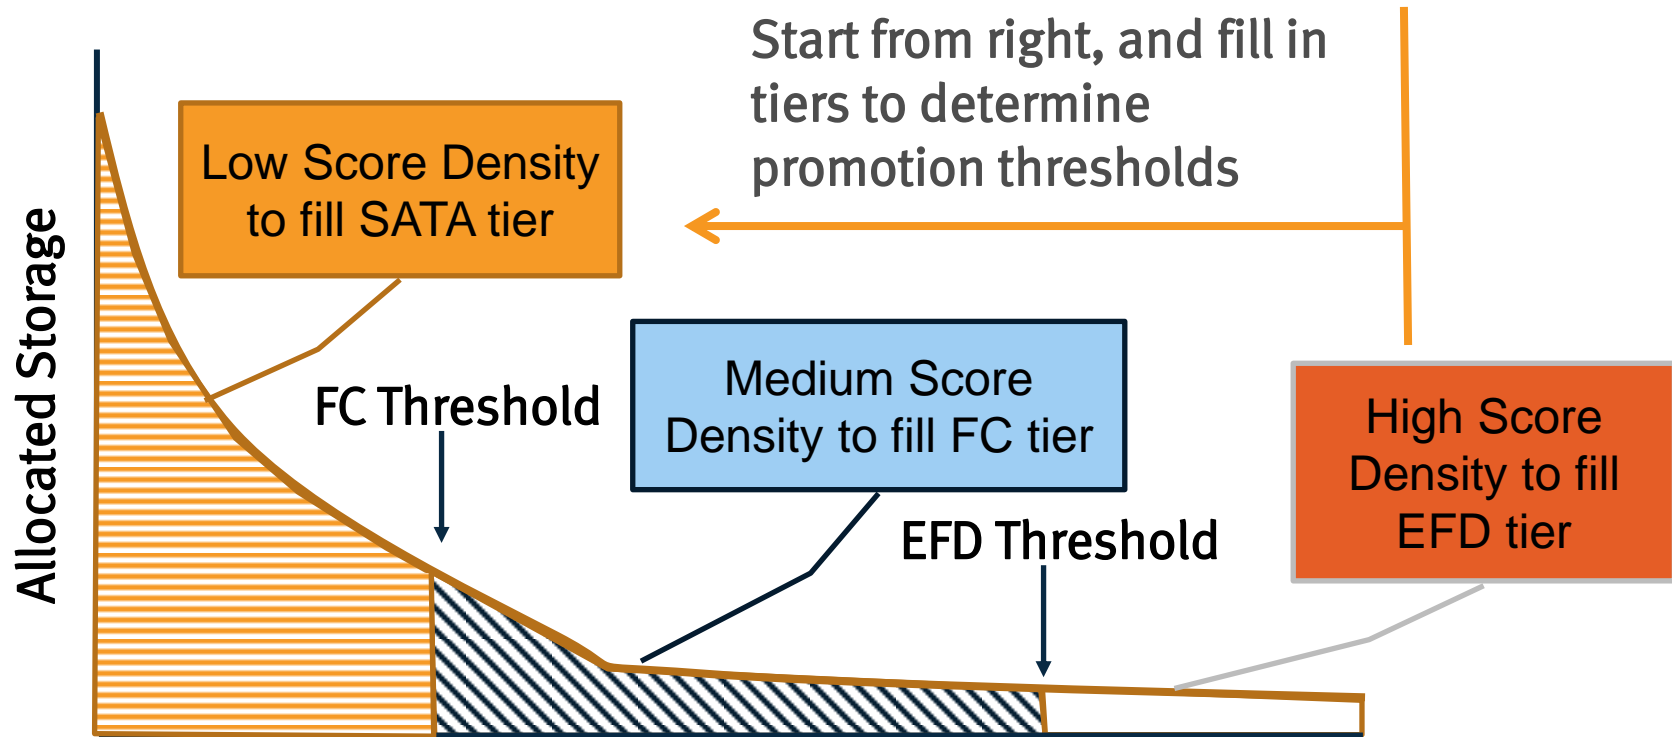 Start from right, and fill in
tiers to determine
promotion thresholds
Low Score Density
to fill SATA tier
Allocated Storage
FC Threshold
Medium Score
Density to fill FC tier
EFD Threshold
High Score
Density to fill
EFD tier